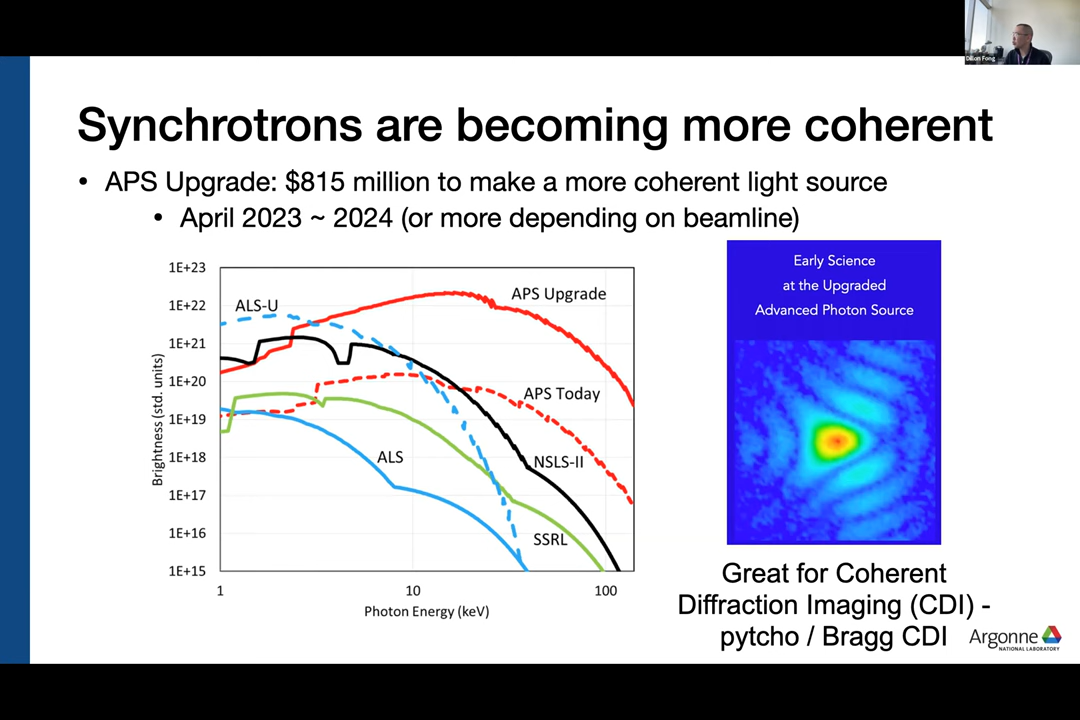 Dillon Fong
Synchrotrons are becoming more coherent
• APS Upgrade: $815 million to make a more coherent light source
• April 2023 ~ 2024 (or more depending on beamline)
1E+23
1E+22
1E+21
1E+20
1E+19
1E+18
1E+17
1E+16
1E+15
Brightness (std. units)
ALS-U
APS Upgrade
APS Today
ALS
NSLS-II
SSRL
1
10
100
Photon Energy (keV)
Early Science
at the Upgraded
Advanced Photon Source
Great for Coherent
Diffraction Imaging (CDI) -
pytcho / Bragg CDI
Argonne
NATIONAL LABORATORY